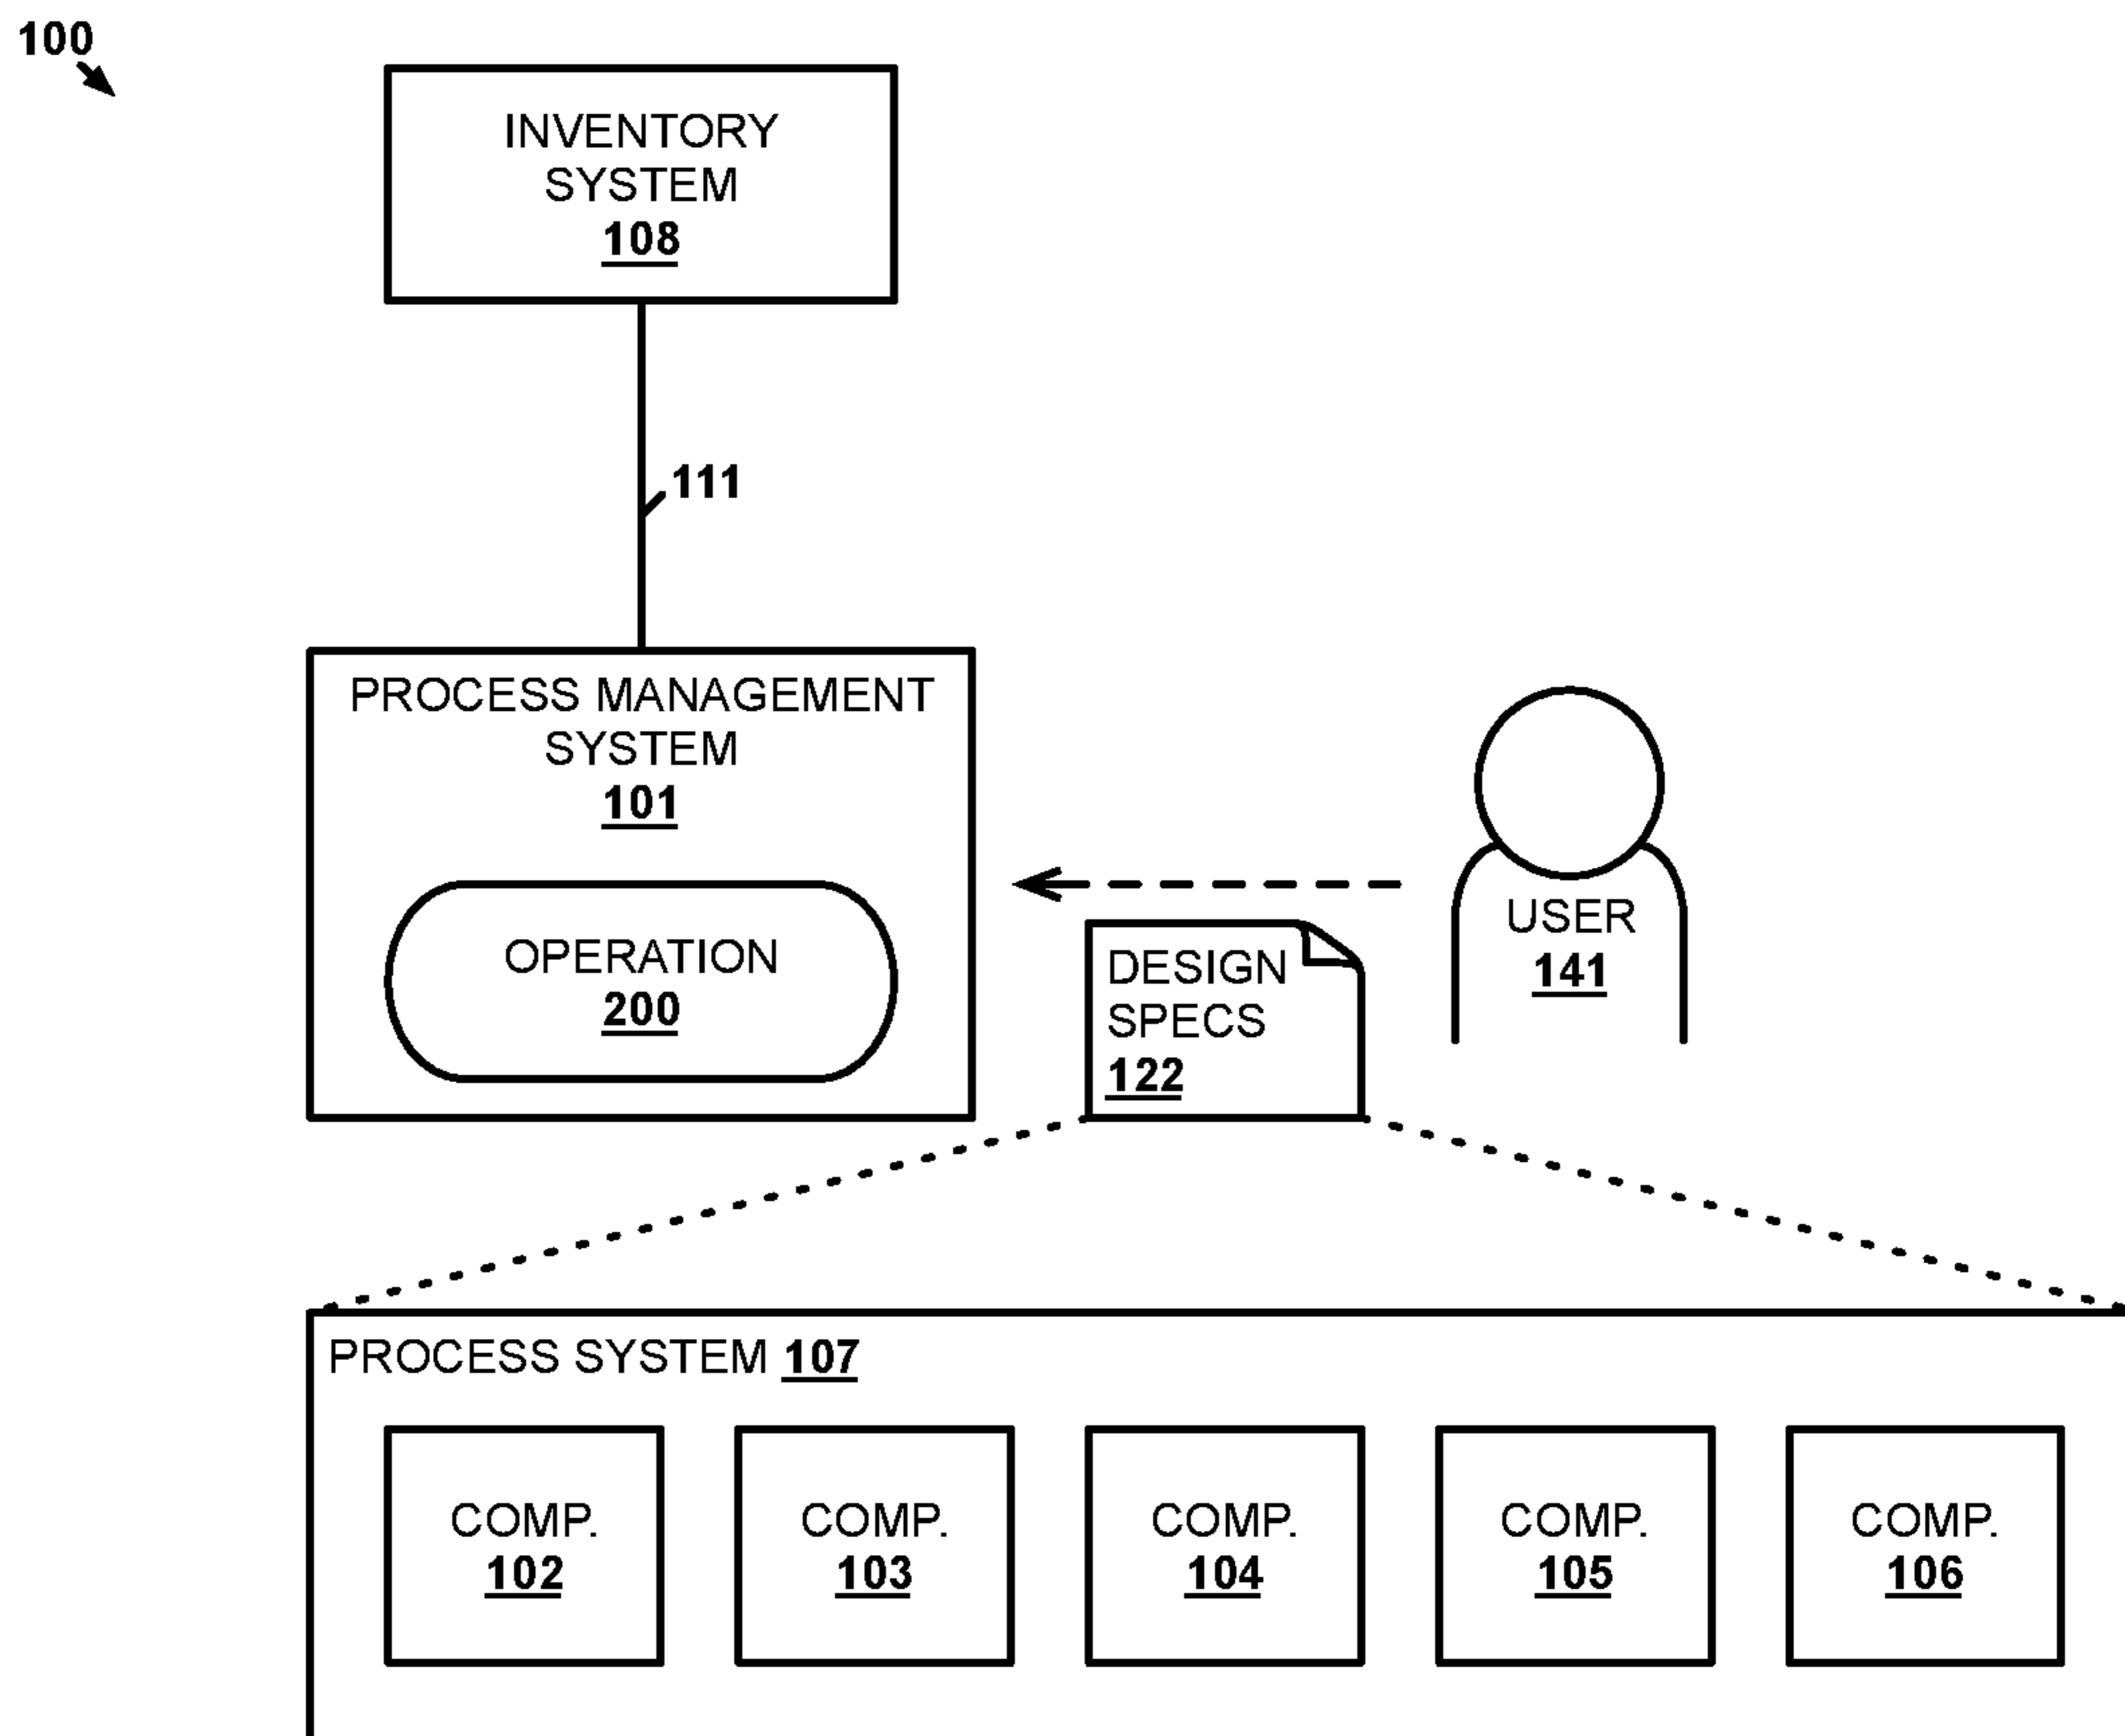 100
INVENTORY
SYSTEM
108
111
PROCESS MANAGEMENT
SYSTEM
101
OPERATION
200
DESIGN
SPECS
122
USER
141
PROCESS SYSTEM 107
COMP.
102
COMP.
103
COMP.
104
COMP.
105
COMP.
106